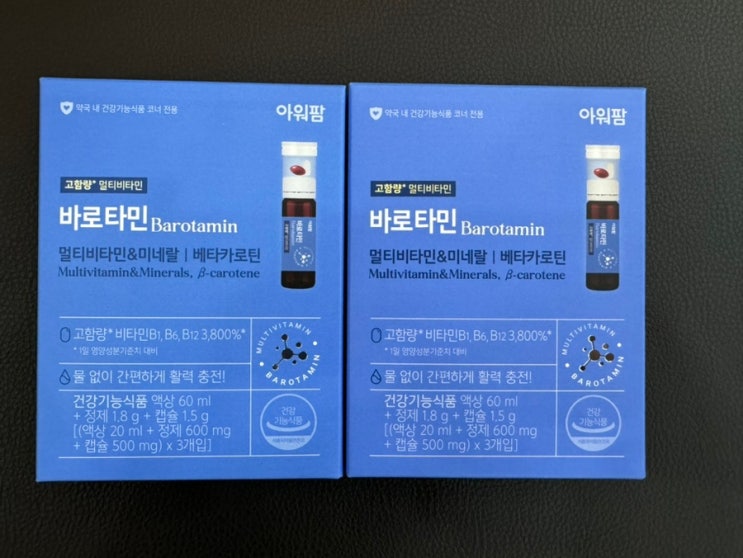 약국 내 건강기능식품 코너 전용
아워팜
고함량* 멀티비타민
바로타민 Barotamin
멀티비타민&미네랄 | 베타카로틴
Multivitamin&Minerals, β-carotene
고함량* 비타민B1, B6, B12 3,800%*
* 1일 영양성분기준치 대비
물 없이 간편하게 활력 충전!
건강기능식품 액상 60 ml
+ 정제 1.8 g + 캡슐 1.5 g
[(액상 20 ml + 정제 600 mg
+ 캡슐 500 mg) x 3개입]
MULTIVITAMIN
BAROTAMIN
건강
기능식품
바로타민
약국 내 건강기능식품 코너 전용
아워팜
고함량* 멀티비타민
바로타민 Barotamin
멀티비타민&미네랄 | 베타카로틴
Multivitamin&Minerals, β-carotene
고함량* 비타민B1, B6, B12 3,800%*
* 1일 영양성분기준치 대비
물 없이 간편하게 활력 충전!
건강기능식품 액상 60 ml
+ 정제 1.8 g + 캡슐 1.5 g
[(액상 20 ml + 정제 600 mg
+ 캡슐 500 mg) x 3개입]
MULTIVITAMIN
BAROTAMIN
건강
기능식품
바로타민